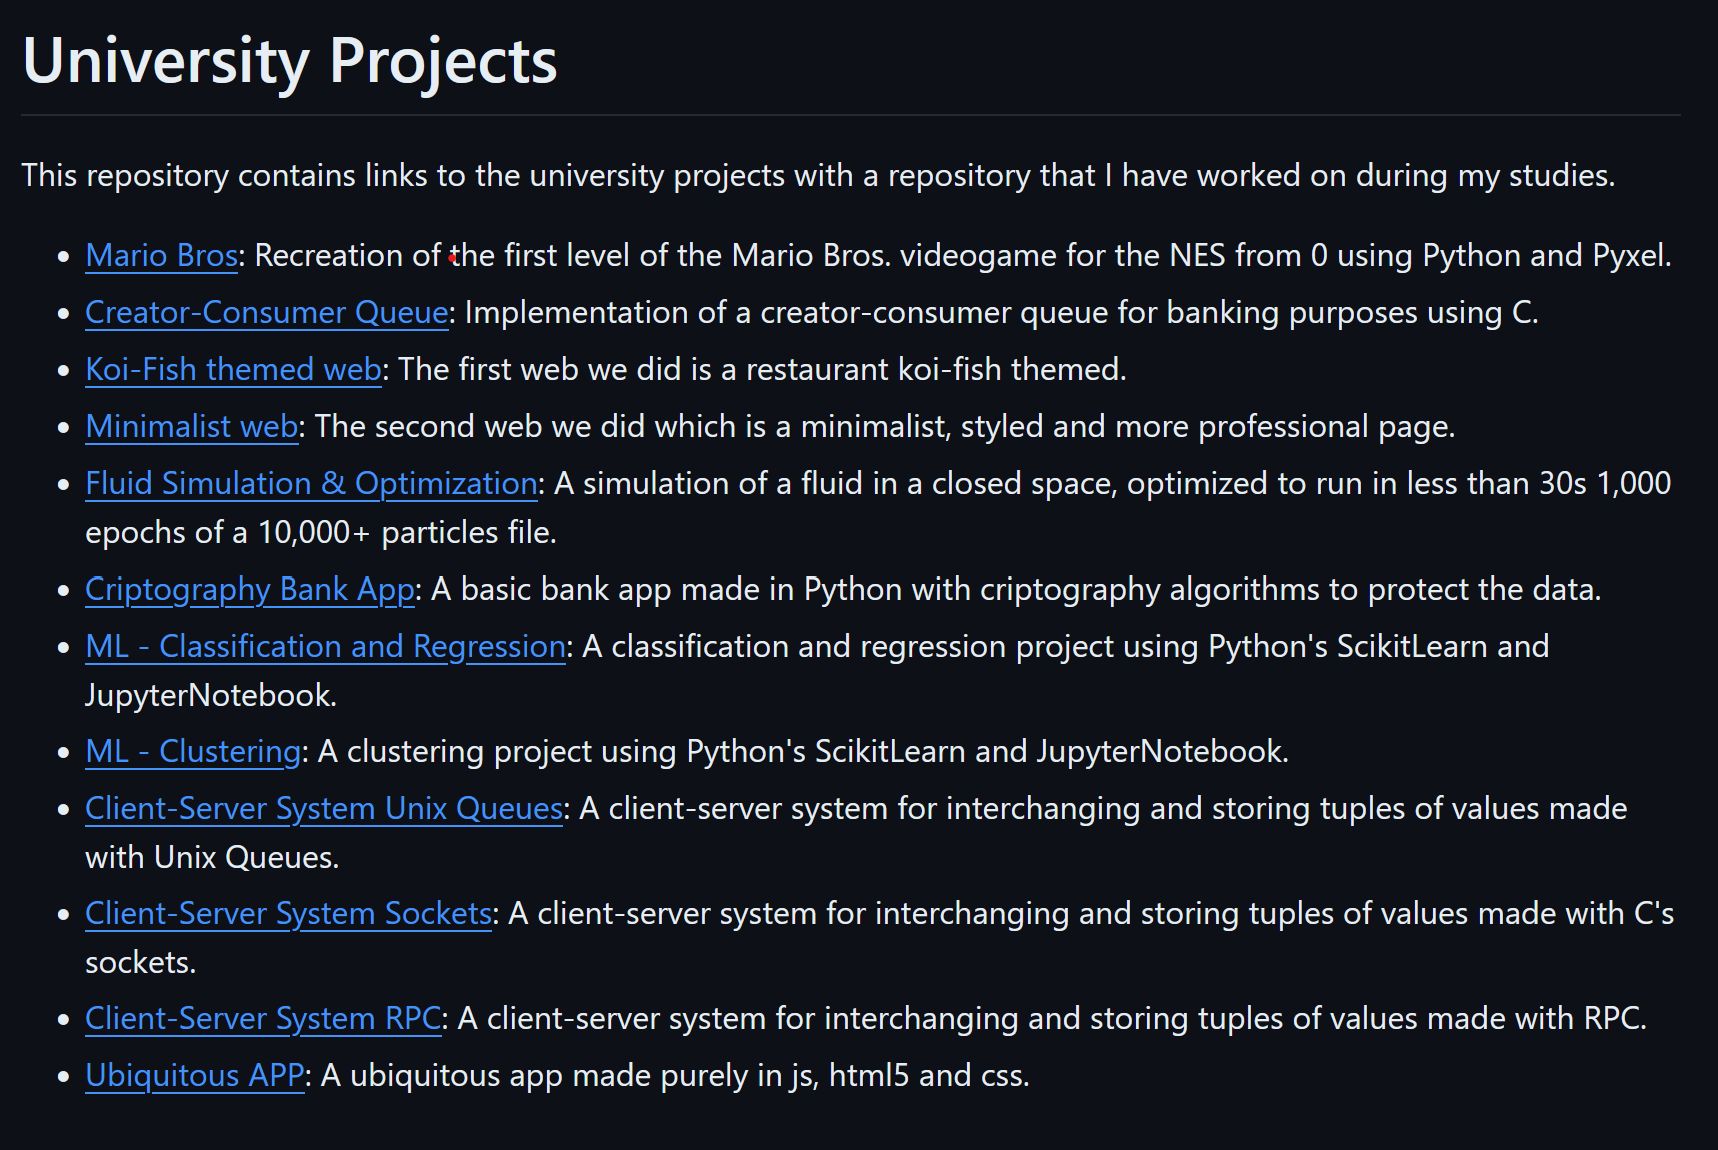 University Projects
This repository contains links to the university projects with a repository that I have worked on during my studies.
Mario Bros: Recreation of the first level of the Mario Bros. videogame for the NES from 0 using Python and Pyxel.
Creator-Consumer Queue: Implementation of a creator-consumer queue for banking purposes using C.
Koi-Fish themed web: The first web we did is a restaurant koi-fish themed.
Minimalist web: The second web we did which is a minimalist, styled and more professional page.
Fluid Simulation & Optimization: A simulation of a fluid in a closed space, optimized to run in less than 30s 1,000
epochs of a 10,000+ particles file.
Criptography Bank App: A basic bank app made in Python with criptography algorithms to protect the data.
ML - Classification and Regression: A classification and regression project using Python's ScikitLearn and
JupyterNotebook.
ML - Clustering: A clustering project using Python's ScikitLearn and JupyterNotebook.
Client-Server System Unix Queues: A client-server system for interchanging and storing tuples of values made
with Unix Queues.
Client-Server System Sockets: A client-server system for interchanging and storing tuples of values made with C's
sockets.
Client-Server System RPC: A client-server system for interchanging and storing tuples of values made with RPC.
Ubiquitous APP: A ubiquitous app made purely in js, html5 and css.